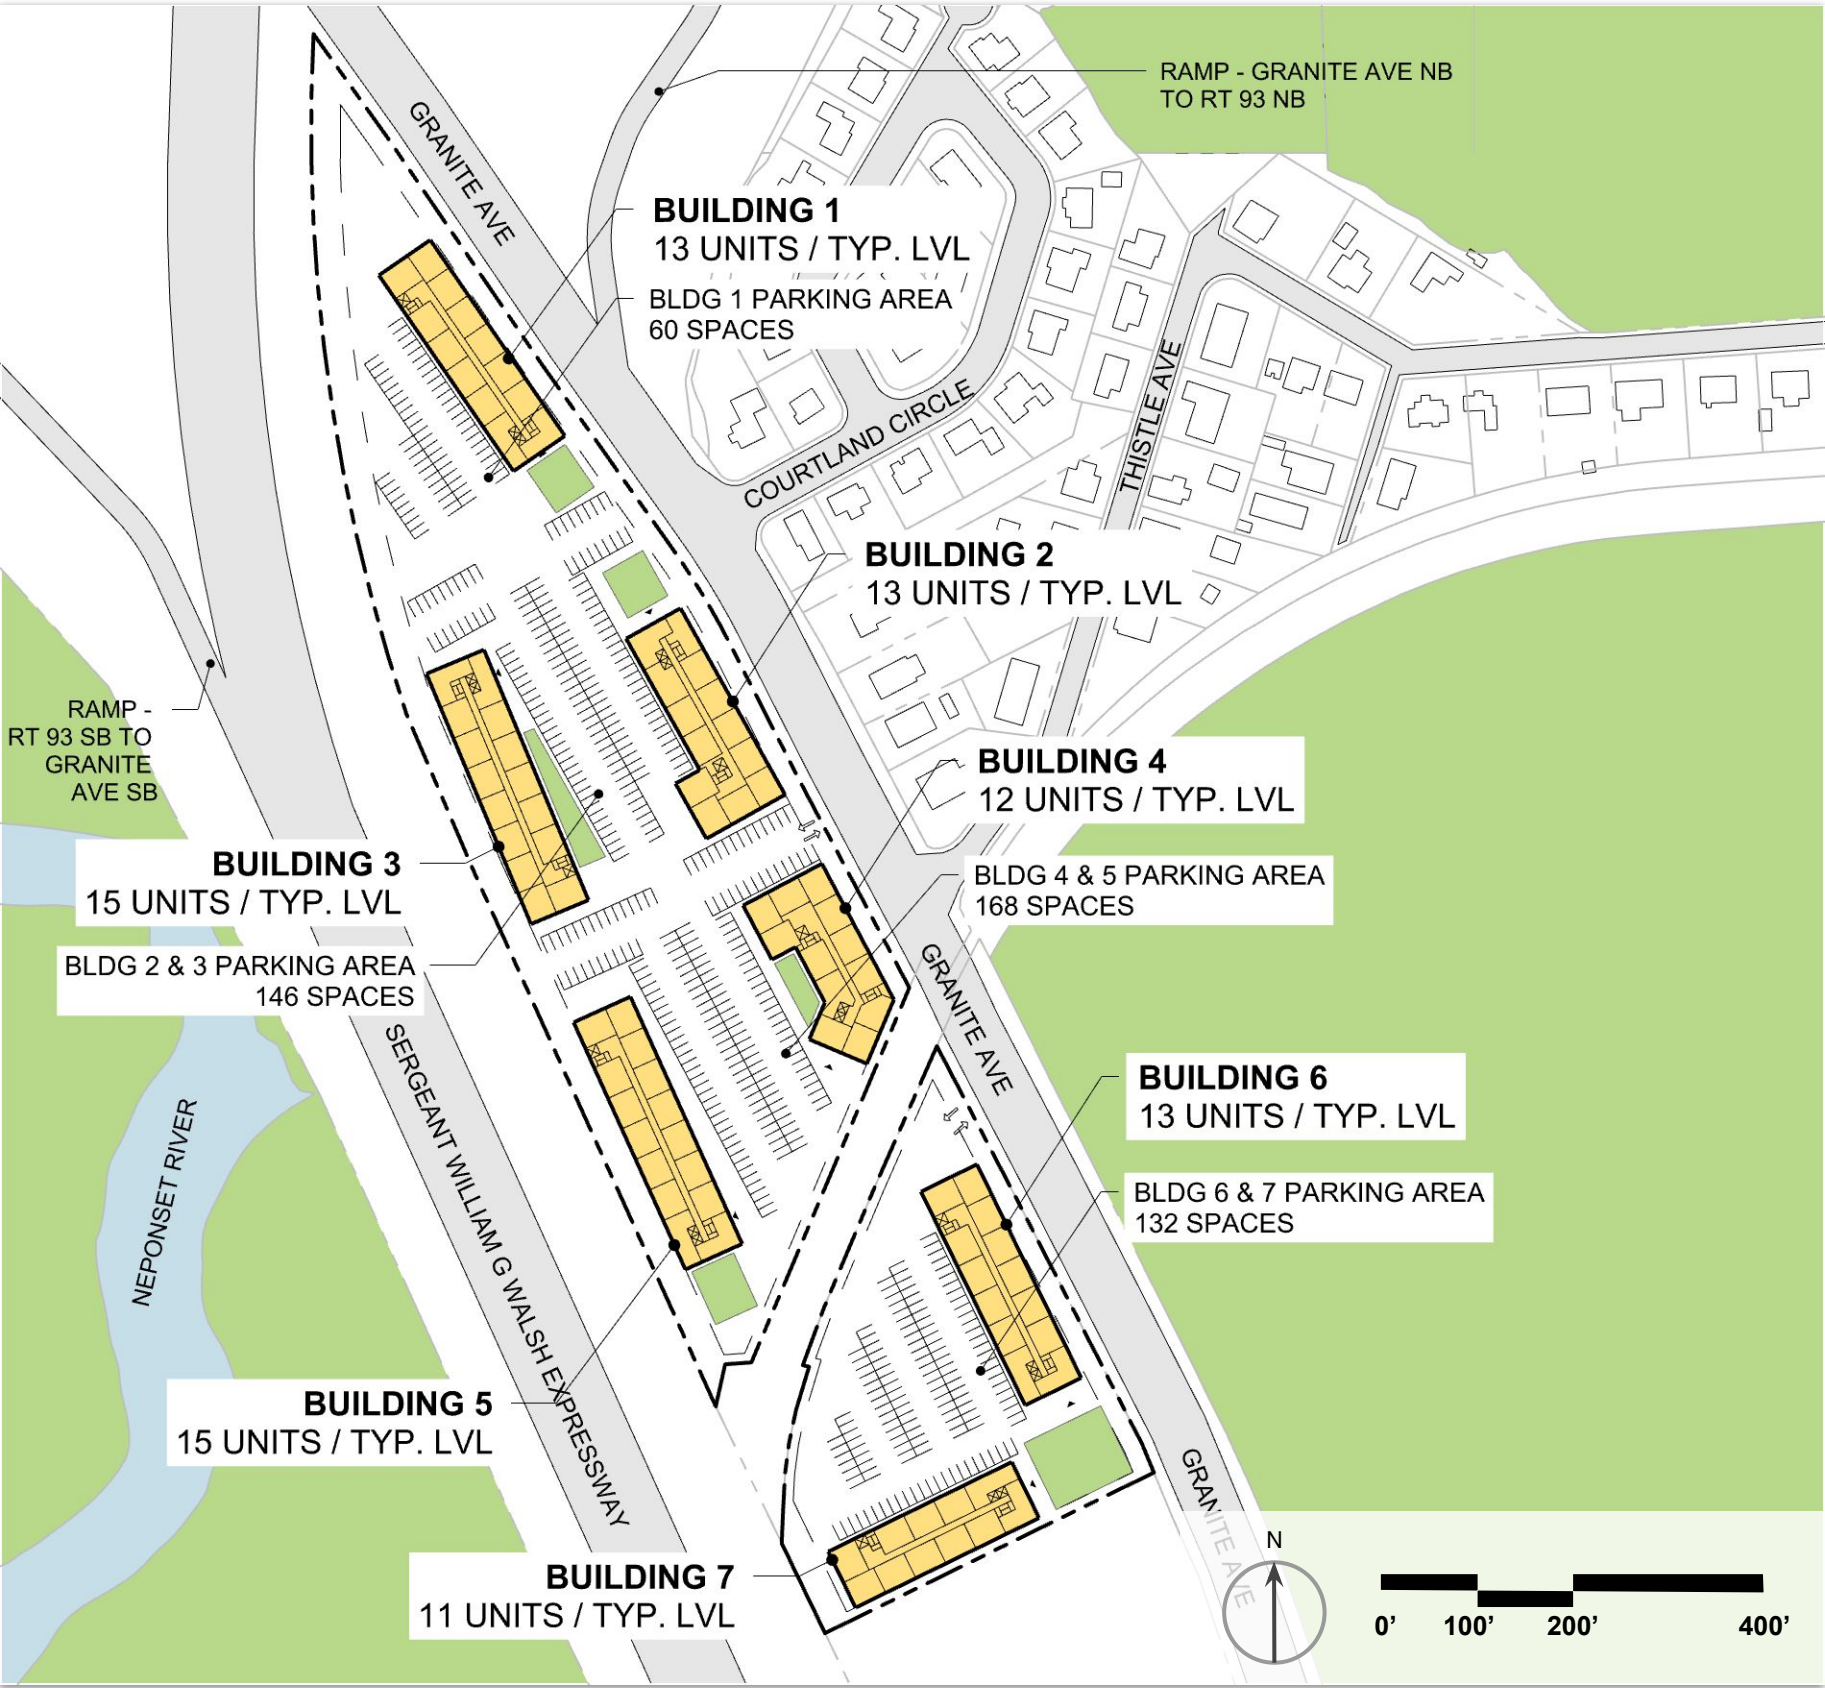 RAMP - GRANITE AVE NB
TO RT 93 NB
GRANITE AVE
BUILDING 1
13 UNITS / TYP. LVL
BLDG 1 PARKING AREA
60 SPACES
THISTLE AVE
COURTLAND CIRCLE
BUILDING 2
13 UNITS / TYP. LVL
RAMP -
RT 93 SB TO
GRANITE
AVE SB
BUILDING 4
12 UNITS / TYP. LVL
BUILDING 3
15 UNITS / TYP. LVL
BLDG 4 & 5 PARKING AREA
168 SPACES
BLDG 2 & 3 PARKING AREA
146 SPACES
GRANITE AVE
SERGEANT WILLIAM G WALSH EXPRESSWAY
NEPONSET RIVER
BUILDING 6
13 UNITS / TYP. LVL
BLDG 6 & 7 PARKING AREA
132 SPACES
BUILDING 5
15 UNITS / TYP. LVL
GRANITE AVE
BUILDING 7
11 UNITS / TYP. LVL
N
0' 100' 200' 400'